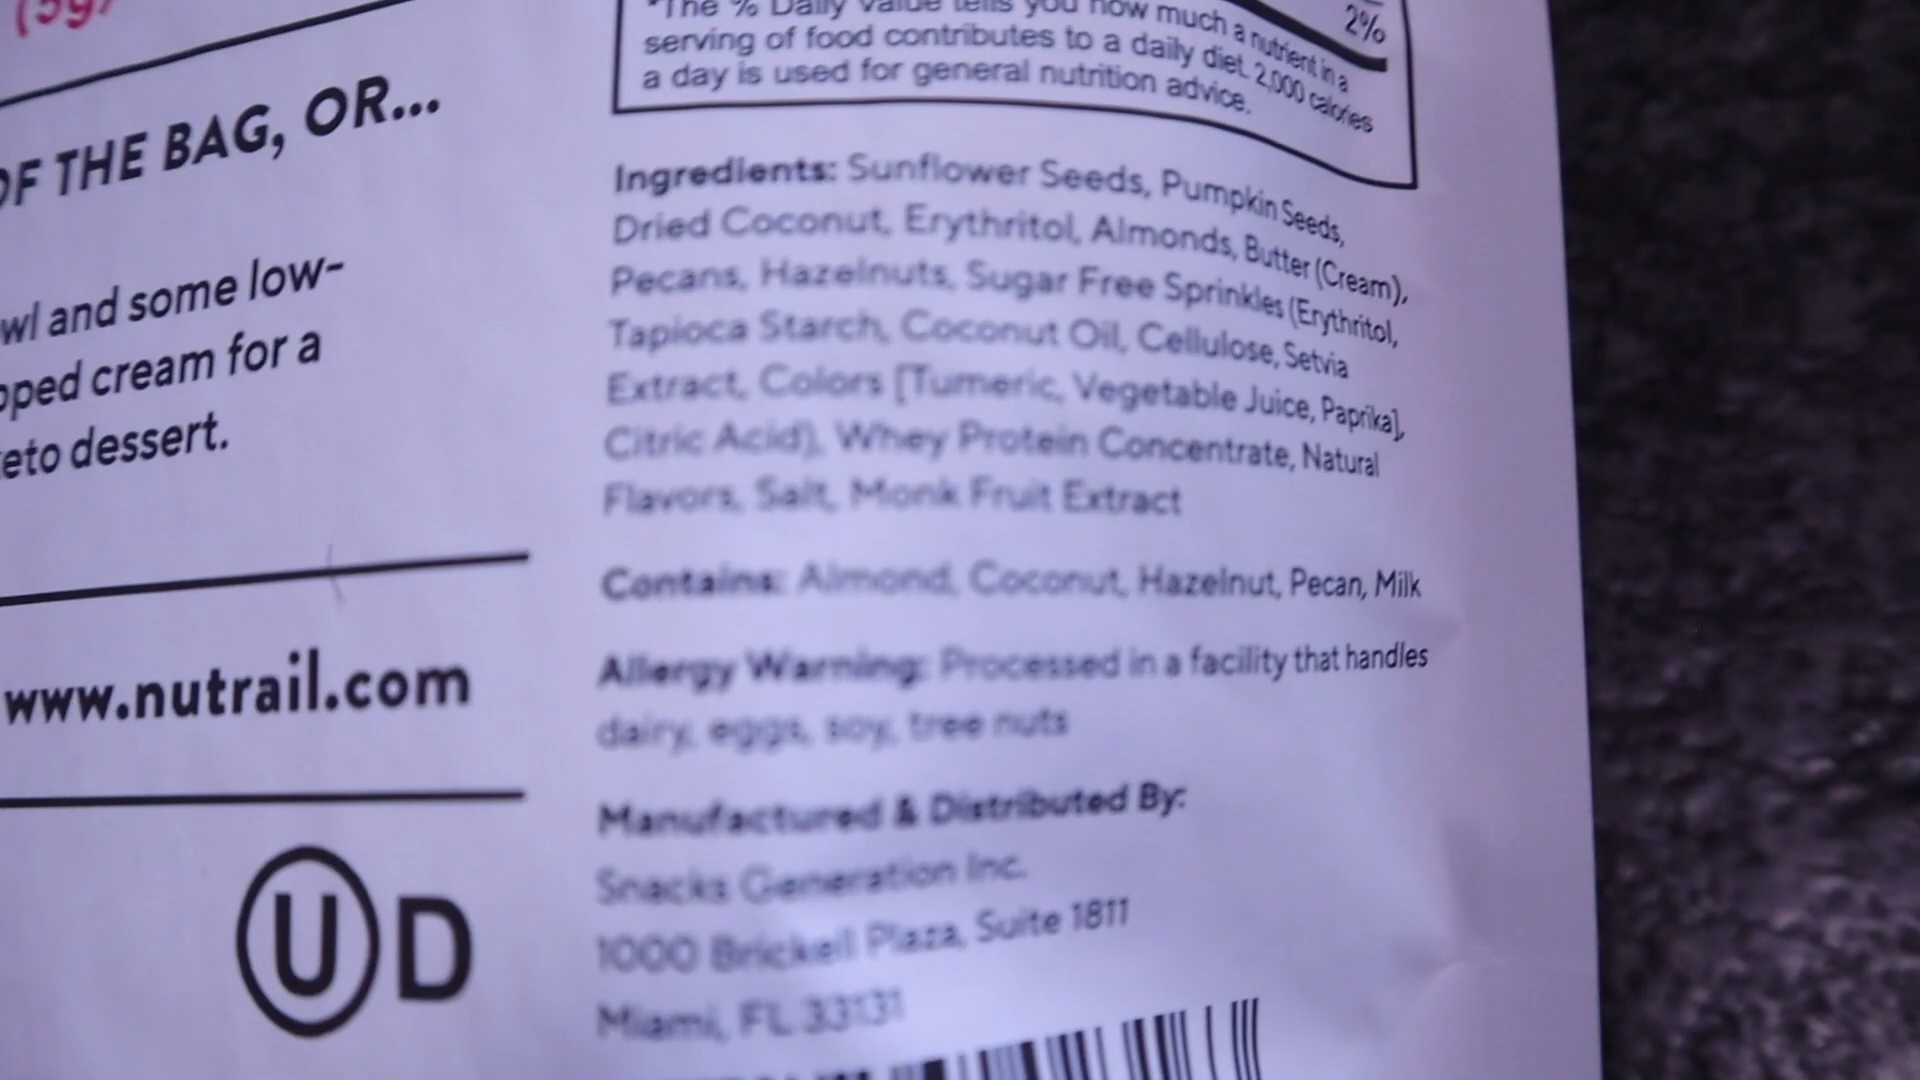 (5g)
OF THE BAG, OR...
wl and some low-
pped cream for a
eto dessert.
www.nutrail.com
U D
2%
*The % Daily Value tells you how much a nutrient in a
serving of food contributes to a daily diet. 2,000 calories
a day is used for general nutrition advice.
Ingredients: Sunflower Seeds, Pumpkin Seeds,
Dried Coconut, Erythritol, Almonds, Butter (Cream),
Pecans, Hazelnuts, Sugar Free Sprinkles (Erythritol,
Tapioca Starch, Coconut Oil, Cellulose, Setvia
Extract, Colors [Tumeric, Vegetable Juice, Paprika],
Citric Acid), Whey Protein Concentrate, Natural
Flavors, Salt, Monk Fruit Extract
Contains: Almond, Coconut, Hazelnut, Pecan, Milk
Allergy Warning: Processed in a facility that handles
dairy, eggs, soy, tree nuts
Manufactured & Distributed By:
Snacks Generation Inc.
1000 Brickell Plaza, Suite 1811
Miami, FL 33131